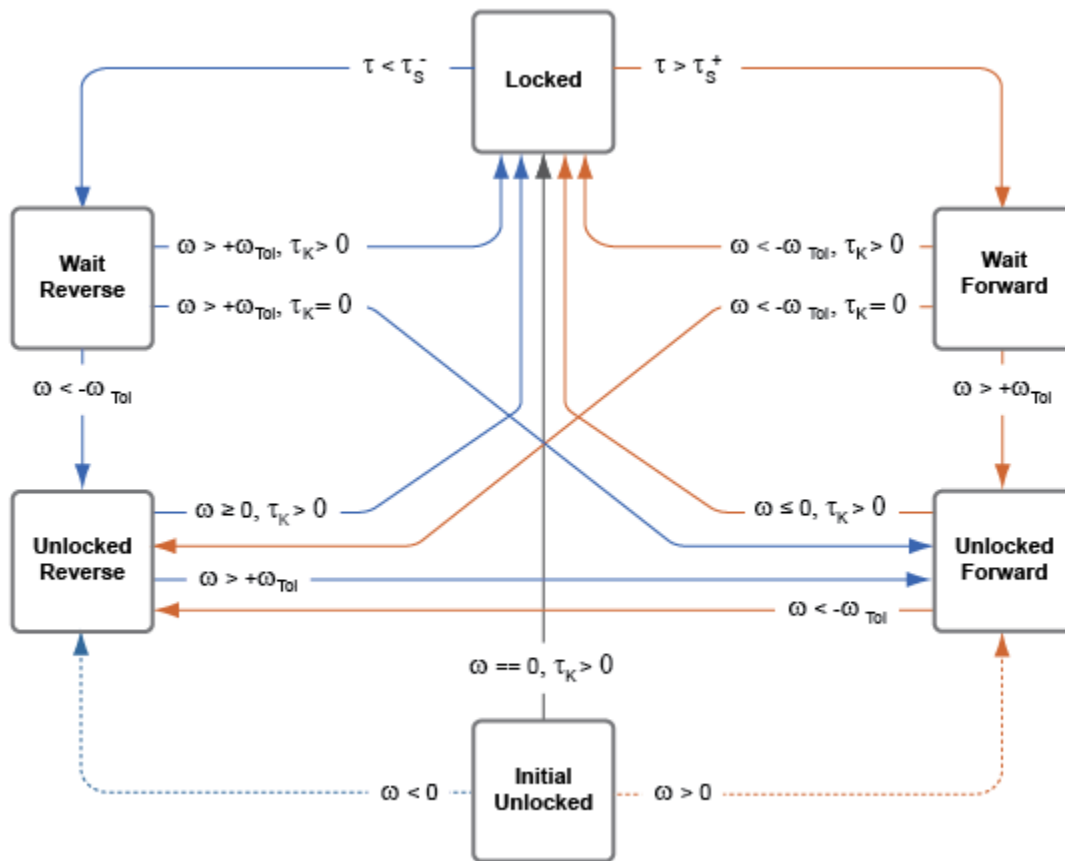 Locked
τ < τS-
τ > τS+
Wait
Reverse
ω > +ωTol, τK > 0
ω < -ωTol, τK > 0
Wait
Forward
ω > +ωTol, τK = 0
ω < -ωTol, τK = 0
ω < -ω Tol
ω > +ωTol
Unlocked
Reverse
ω ≥ 0, τK > 0
ω ≤ 0, τK > 0
Unlocked
Forward
ω > +ωTol
ω < -ω Tol
ω == 0, τK > 0
Initial
Unlocked
ω < 0
ω > 0